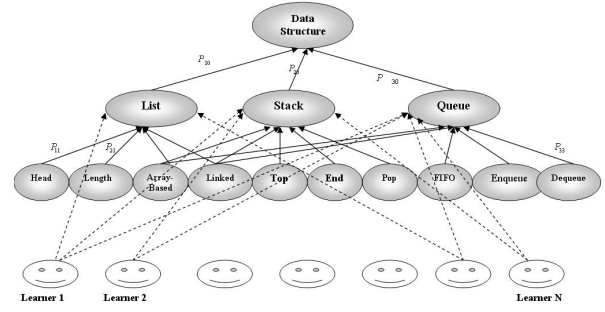 Data
Structure
P10
P20
P 30
List
Stack
Queue
P11
P21
P33
Head
Length
Array-
Based
Linked
Top
End
Pop
FIFO
Enqueue
Dequeue
Learner 1
Learner 2
Learner N